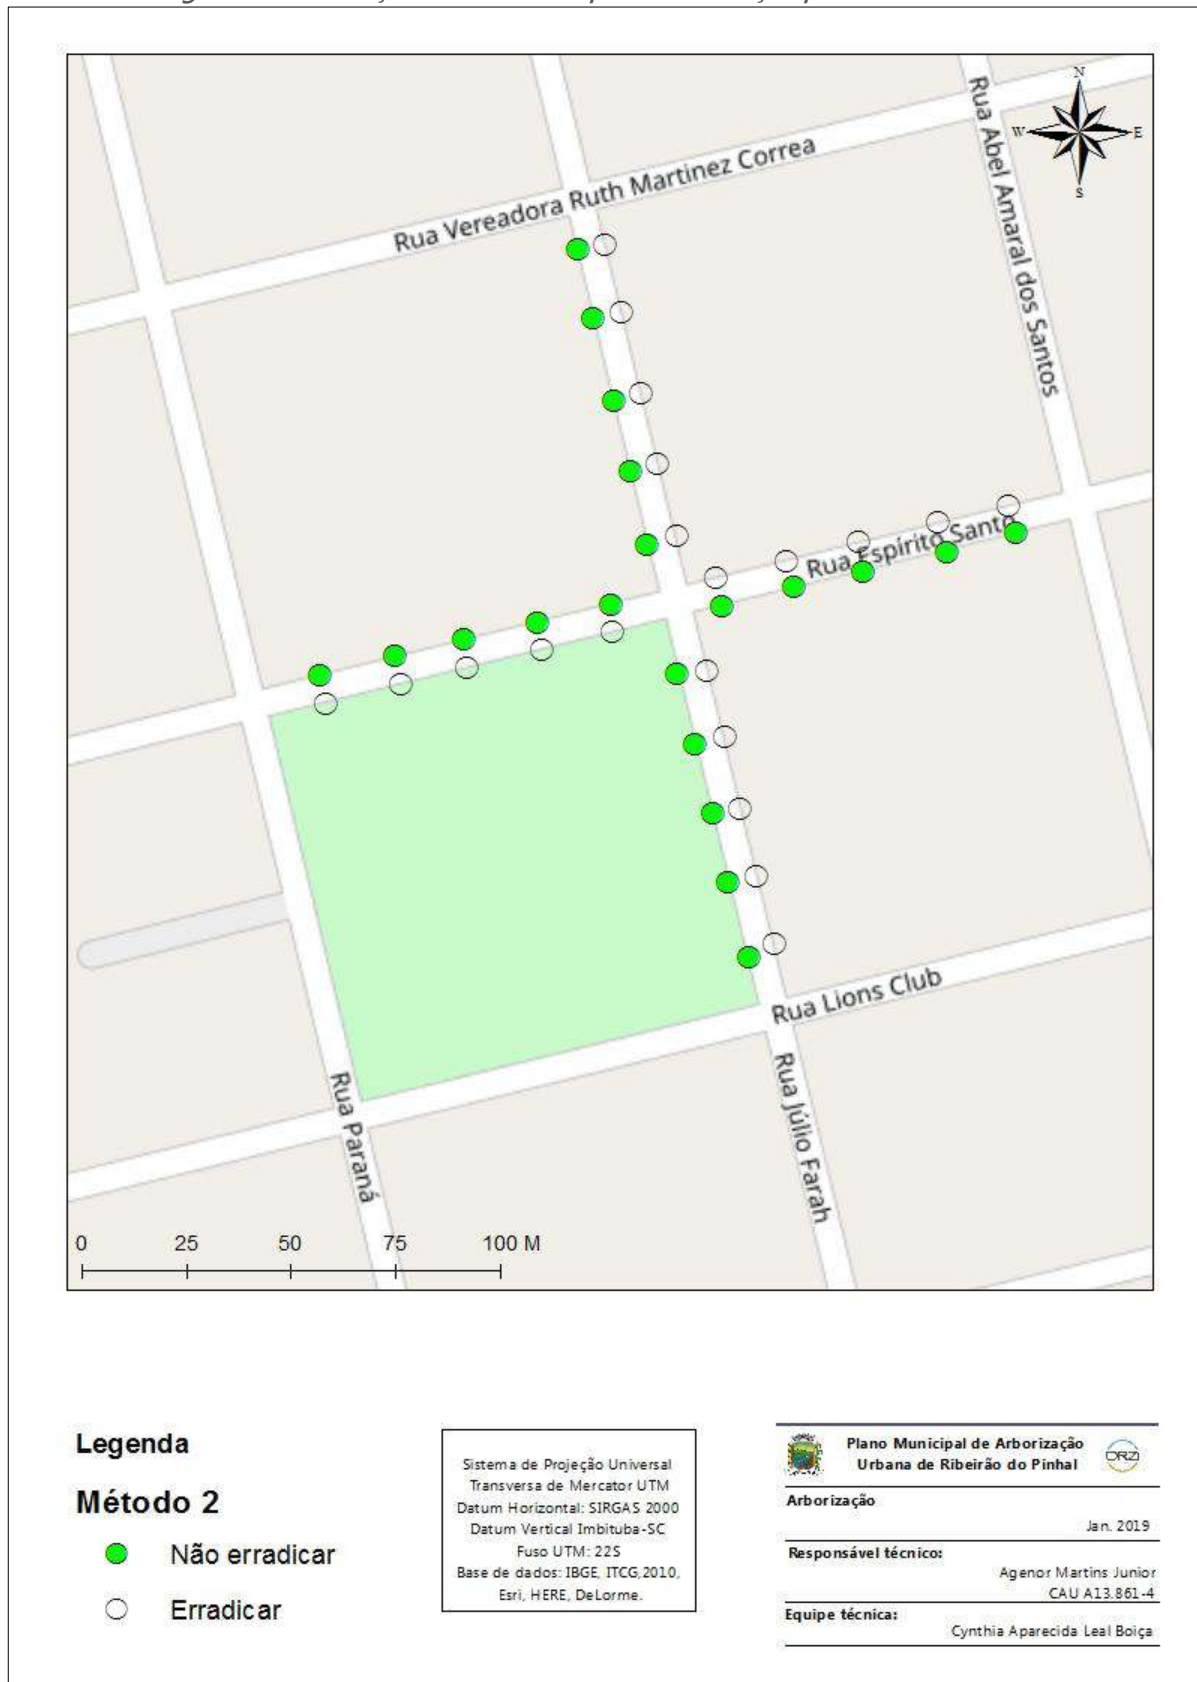 Rua Vereadora Ruth Martinez Correa
Rua Abel Amaral dos Santos
N
W
E
S
Rua Espírito Santo
Rua Lions Club
Rua Júlio Farah
Rua Paraná
0 25 50 75 100 M
Legenda
Método 2
Não erradicar
Erradicar
Sistema de Projeção Universal
Transversa de Mercator UTM
Datum Horizontal: SIRGAS 2000
Datum Vertical Imbituba-SC
Fuso UTM: 22S
Base de dados: IBGE, ITCG,2010,
Esri, HERE, DeLorme.
Plano Municipal de Arborização
Urbana de Ribeirão do Pinhal
DRZ
Arborização
Jan. 2019
Responsável técnico:
Agenor Martins Junior
CAU A13.861-4
Equipe técnica:
Cynthia Aparecida Leal Boiça